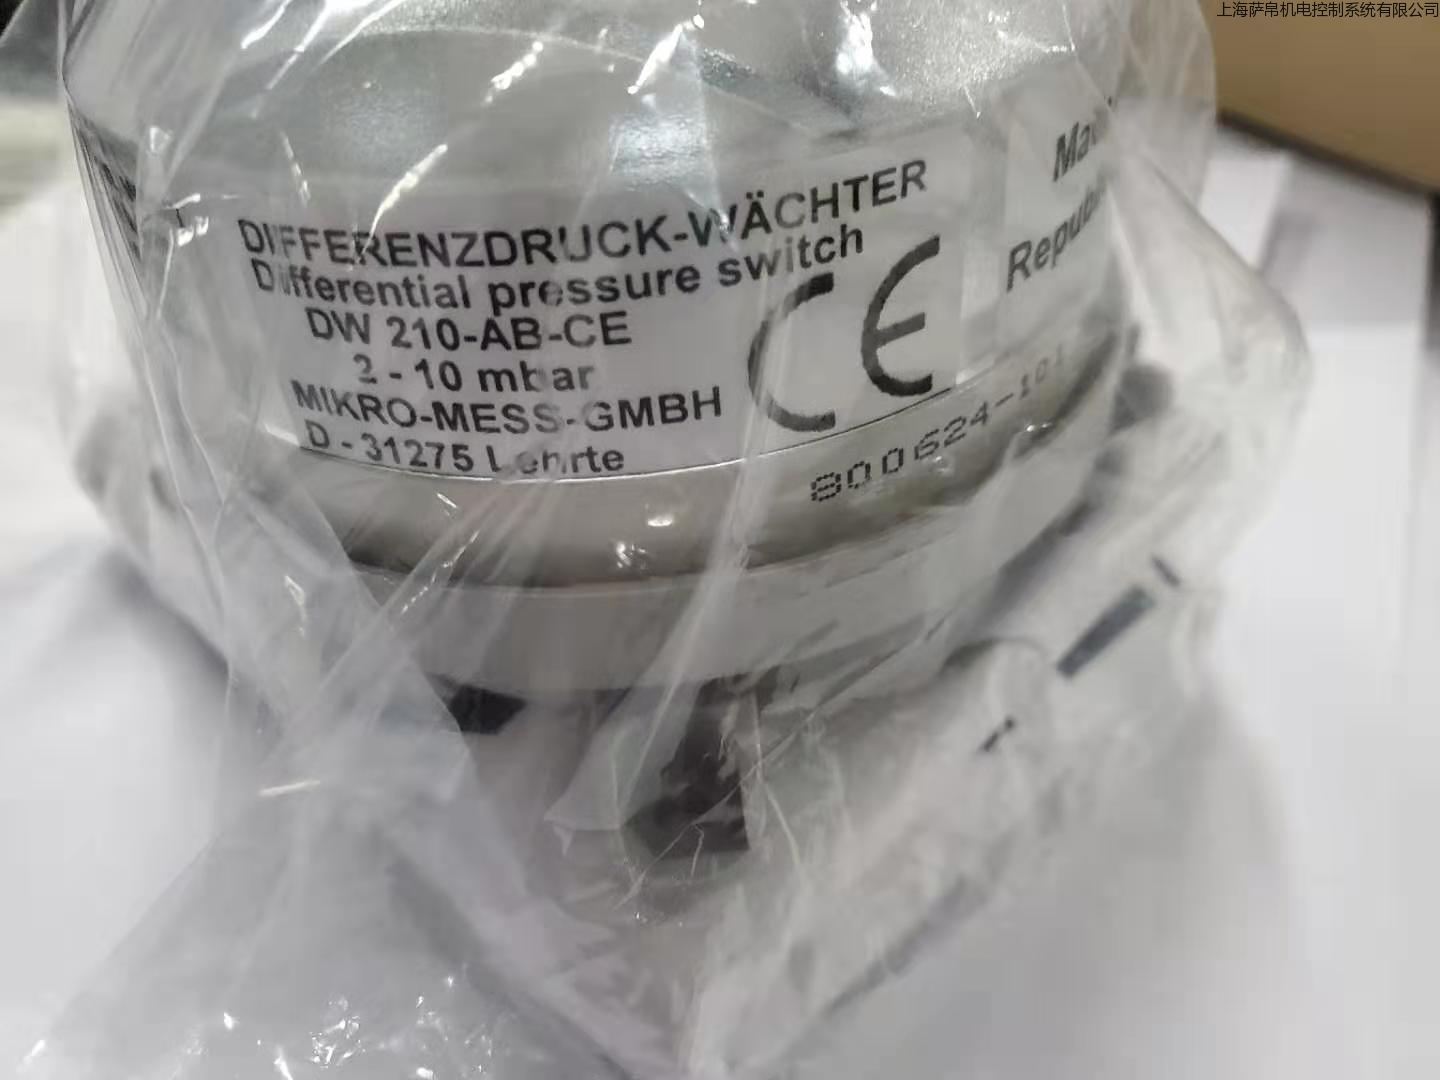 上海萨帛机电控制系统有限公司
DIFFERENZDRUCK-WÄCHTER
Differential pressure switch
DW 210-AB-CE
2 - 10 mbar
MIKRO-MESS-GMBH
D - 31275 Lehrte
CE
800624-101